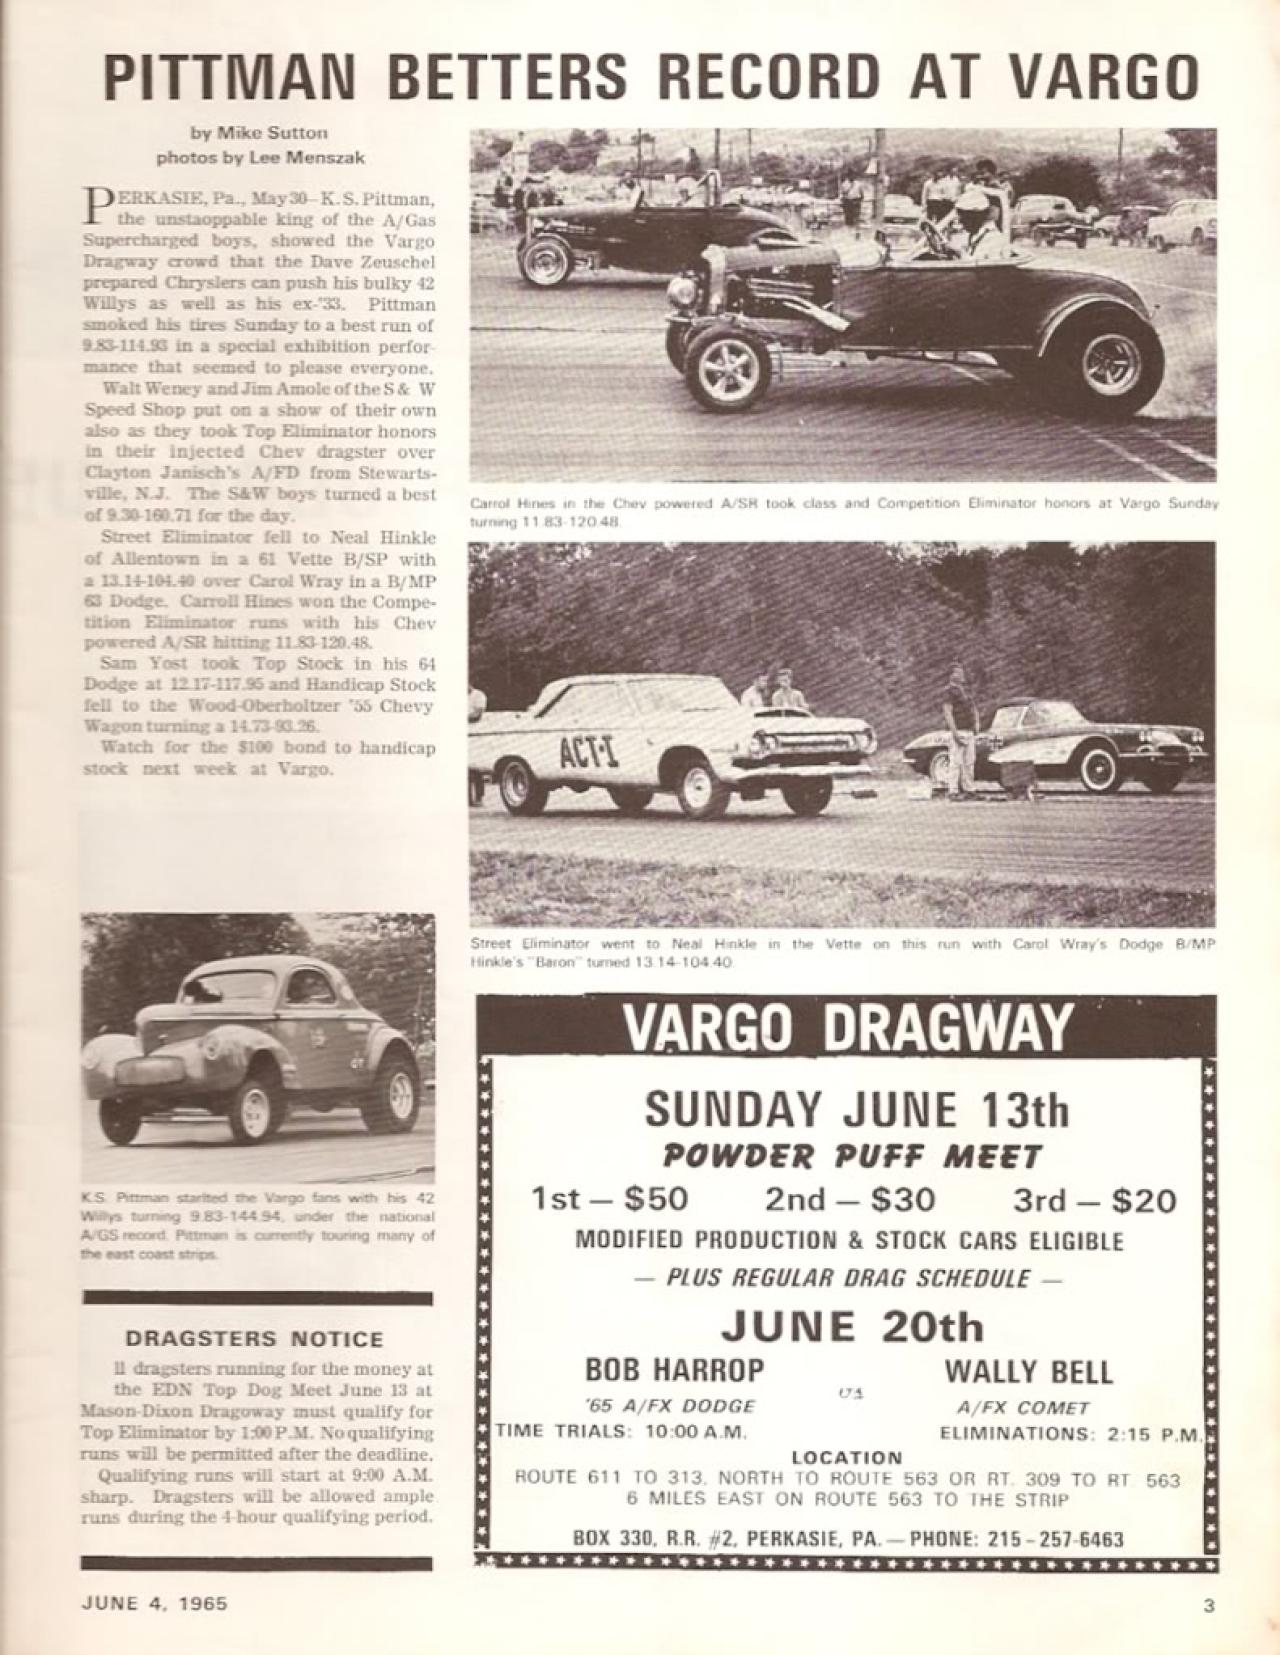 PITTMAN BETTERS RECORD AT VARGO
by Mike Sutton
photos by Lee Menszak
PERKASIE, Pa., May 30— K. S. Pittman,
the unstaoppable king of the A/Gas
Supercharged boys, showed the Vargo
Dragway crowd that the Dave Zeuschel
prepared Chryslers can push his bulky 42
Willys as well as his ex-'33. Pittman
smoked his tires Sunday to a best run of
9.83-114.93 in a special exhibition perfor-
mance that seemed to please everyone.
Walt Weney and Jim Amole of the S & W
Speed Shop put on a show of their own
also as they took Top Eliminator honors
in their injected Chev dragster over
Clayton Janisch's A/FD from Stewarts-
ville, N.J. The S&W boys turned a best
of 9.30-160.71 for the day.
Street Eliminator fell to Neal Hinkle
of Allentown in a 61 Vette B/SP with
a 13.14-104.40 over Carol Wray in a B/MP
63 Dodge. Carroll Hines won the Compe-
tition Eliminator runs with his Chev
powered A/SR hitting 11.83-120.48.
Sam Yost took Top Stock in his 64
Dodge at 12.17-117.95 and Handicap Stock
fell to the Wood-Oberholtzer '55 Chevy
Wagon turning a 14.73-93.26.
Watch for the $100 bond to handicap
stock next week at Vargo.
Carrol Hines in the Chev powered A/SR took class and Competition Eliminator honors at Vargo Sunday
turning 11.83-120.48.
ACT-I
Street Eliminator went to Neal Hinkle in the Vette on this run with Carol Wray's Dodge B/MP
Hinkle's "Baron" turned 13.14-104.40.
GT
K.S. Pittman starlted the Vargo fans with his 42
Willys turning 9.83-144.94, under the national
A/GS record. Pittman is currently touring many of
the east coast strips.
DRAGSTERS NOTICE
ll dragsters running for the money at
the EDN Top Dog Meet June 13 at
Mason-Dixon Dragoway must qualify for
Top Eliminator by 1:00 P.M. No qualifying
runs will be permitted after the deadline.
Qualifying runs will start at 9:00 A.M.
sharp. Dragsters will be allowed ample
runs during the 4-hour qualifying period.
VARGO DRAGWAY
SUNDAY JUNE 13th
POWDER PUFF MEET
1st — $50 2nd — $30 3rd — $20
MODIFIED PRODUCTION & STOCK CARS ELIGIBLE
— PLUS REGULAR DRAG SCHEDULE —
JUNE 20th
BOB HARROP vs WALLY BELL
'65 A/FX DODGE A/FX COMET
TIME TRIALS: 10:00 A.M. ELIMINATIONS: 2:15 P.M.
LOCATION
ROUTE 611 TO 313, NORTH TO ROUTE 563 OR RT. 309 TO RT 563
6 MILES EAST ON ROUTE 563 TO THE STRIP
BOX 330, R.R. #2, PERKASIE, PA. — PHONE: 215-257-6463
JUNE 4, 1965
3